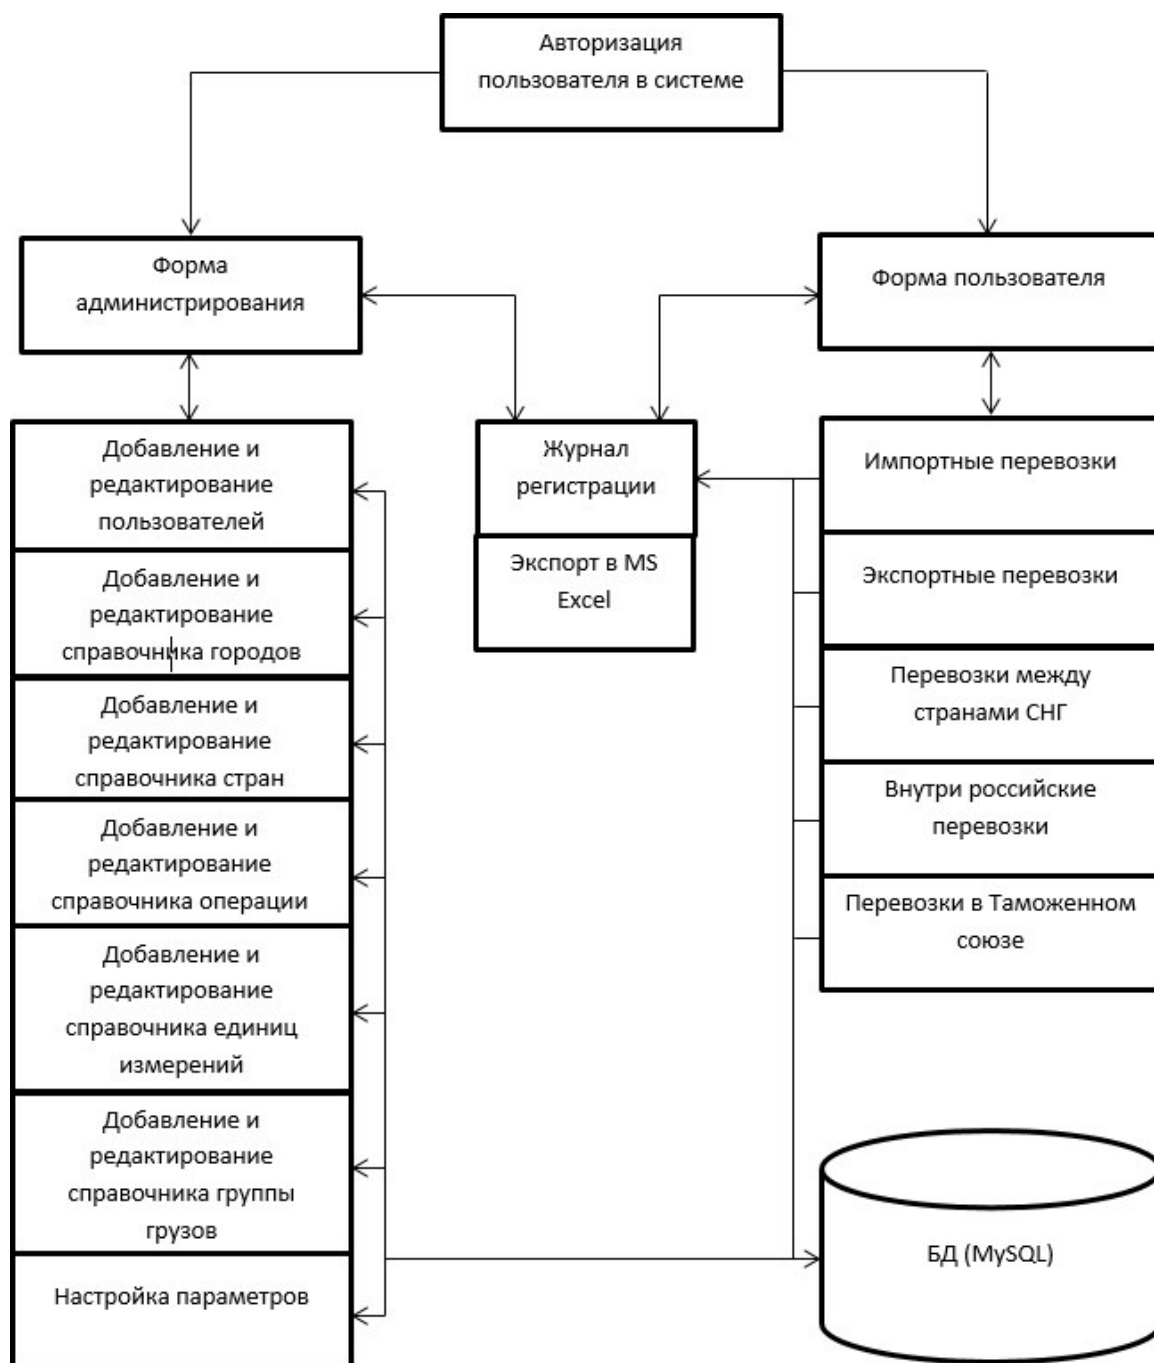 Авторизация
пользователя в системе
Форма
администрирования
Форма пользователя
Добавление и
редактирование
пользователей
Добавление и
редактирование
справочника городов
Добавление и
редактирование
справочника стран
Добавление и
редактирование
справочника операции
Добавление и
редактирование
справочника единиц
измерений
Добавление и
редактирование
справочника группы
грузов
Настройка параметров
Журнал
регистрации
Экспорт в MS
Excel
Импортные перевозки
Экспортные перевозки
Перевозки между
странами СНГ
Внутри российские
перевозки
Перевозки в Таможенном
союзе
БД (MySQL)